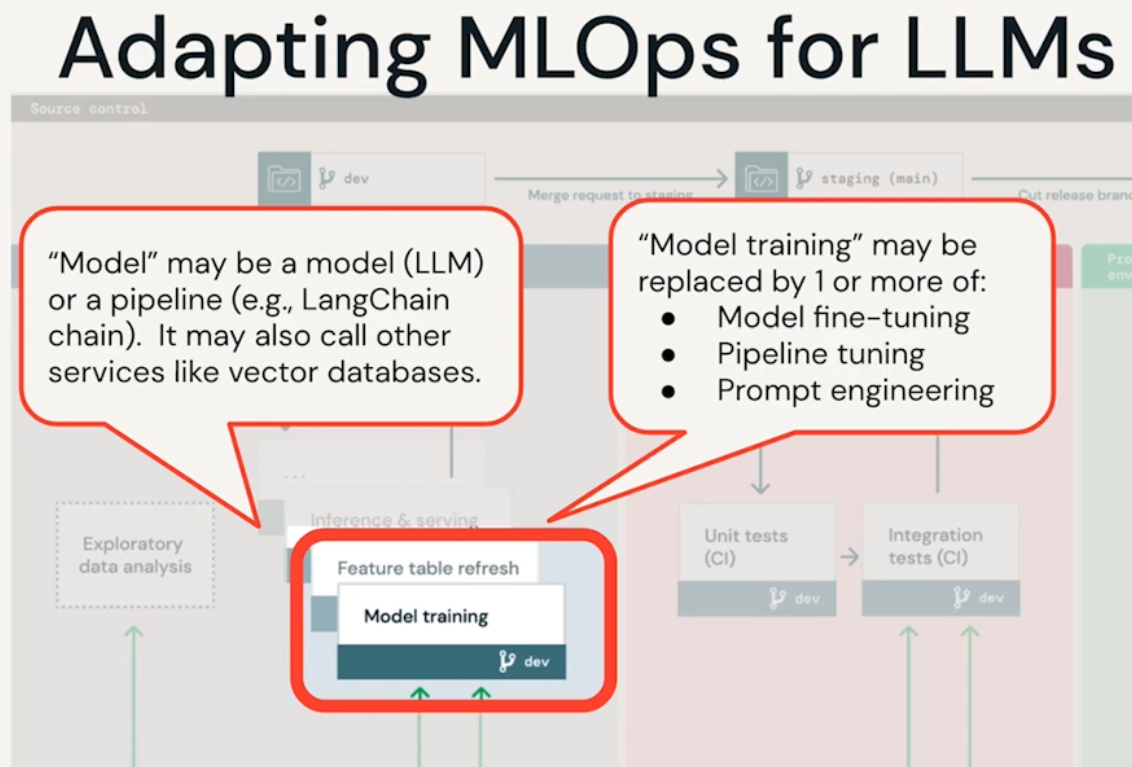 Adapting MLOps for LLMs
Source control
dev
Merge request to staging
staging (main)
Cut release branc
“Model” may be a model (LLM)
or a pipeline (e.g., LangChain
chain).  It may also call other
services like vector databases.
“Model training” may be
replaced by 1 or more of:
● Model fine-tuning
● Pipeline tuning
● Prompt engineering
Pro
env
...
Inference & serving
Exploratory
data analysis
Feature table refresh
Model training
dev
Unit tests
(CI)
dev
Integration
tests (CI)
dev